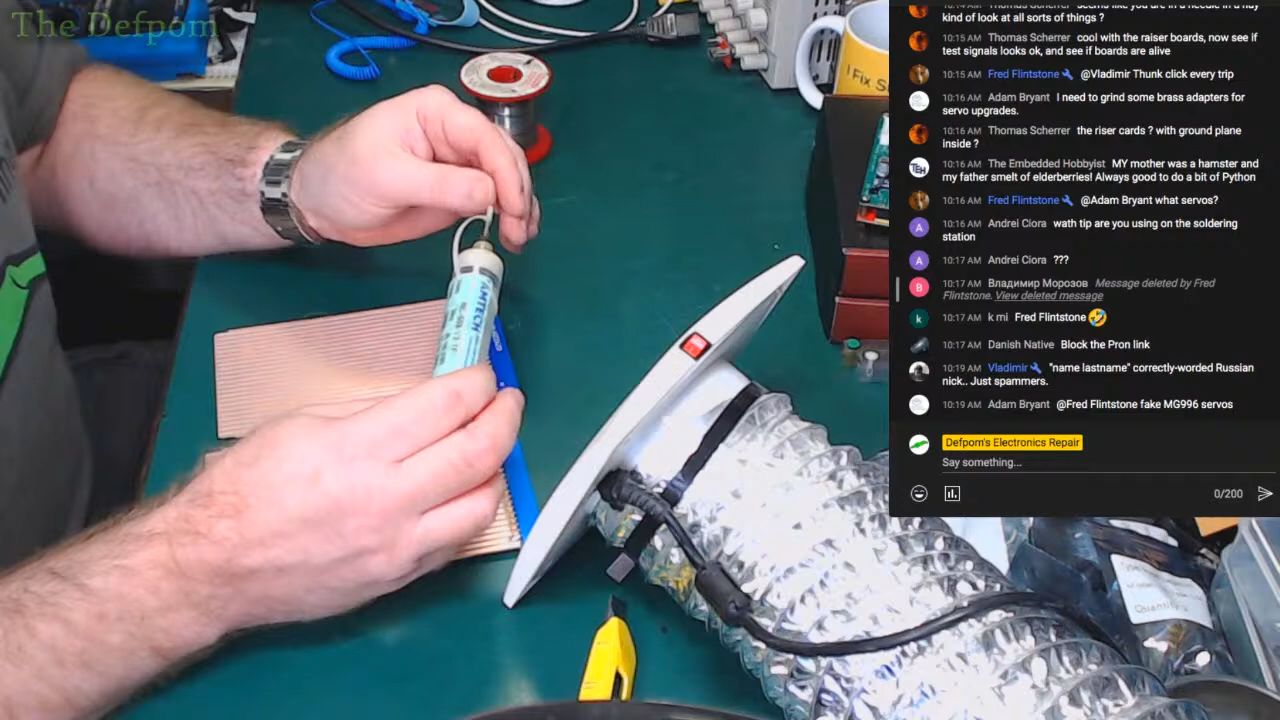 The Defpom
10:14 AM Thomas Scherrer seems like you are in a needle in a hay
kind of look at all sorts of things ?
10:15 AM Thomas Scherrer cool with the raiser boards, now see if
test signals looks ok, and see if boards are alive
10:15 AM Fred Flintstone @Vladimir Thunk click every trip
10:16 AM Adam Bryant I need to grind some brass adapters for
servo upgrades.
10:16 AM Thomas Scherrer the riser cards ? with ground plane
inside ?
TEH 10:16 AM The Embedded Hobbyist MY mother was a hamster and
my father smelt of elderberries! Always good to do a bit of Python
10:16 AM Fred Flintstone @Adam Bryant what servos?
A 10:16 AM Andrei Ciora wath tip are you using on the soldering
station
A 10:17 AM Andrei Ciora ???
В 10:17 AM Владимир Морозов Message deleted by Fred
Flintstone. View deleted message
k 10:17 AM k mi Fred Flintstone 🤣
10:17 AM Danish Native Block the Pron link
10:19 AM Vladimir "name lastname" correctly-worded Russian
nick.. Just spammers.
10:19 AM Adam Bryant @Fred Flintstone fake MG996 servos
Defpom's Electronics Repair
Say something...
0/200
I Fix S
AMTECH
Quantity